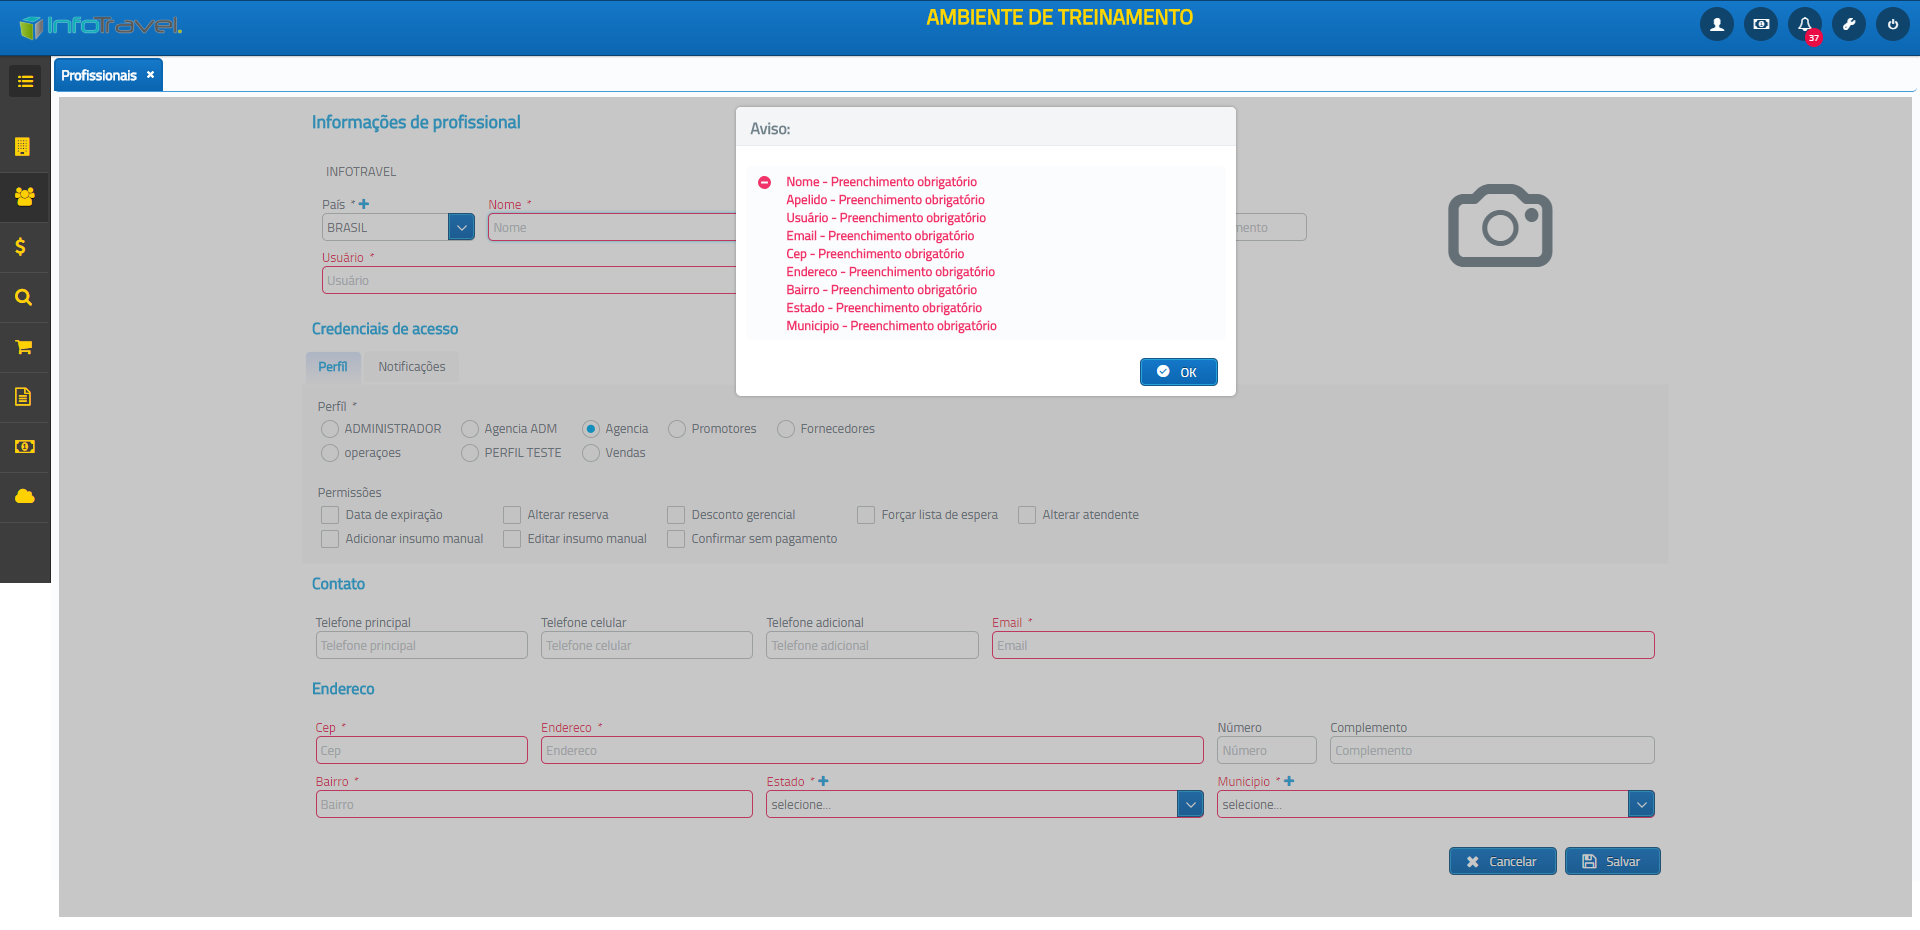 InfoTravel.
AMBIENTE DE TREINAMENTO
37
Profissionais
Informações de profissional
Aviso:
INFOTRAVEL
País *
Nome *
BRASIL
Nome
mento
Usuário *
Usuário
Nome - Preenchimento obrigatório
Apelido - Preenchimento obrigatório
Usuário - Preenchimento obrigatório
Email - Preenchimento obrigatório
Cep - Preenchimento obrigatório
Endereco - Preenchimento obrigatório
Bairro - Preenchimento obrigatório
Estado - Preenchimento obrigatório
Municipio - Preenchimento obrigatório
OK
Credenciais de acesso
Perfil Notificações
Perfil *
ADMINISTRADOR Agencia ADM Agencia Promotores Fornecedores
operaçoes PERFIL TESTE Vendas
Permissões
Data de expiração Alterar reserva Desconto gerencial Forçar lista de espera Alterar atendente
Adicionar insumo manual Editar insumo manual Confirmar sem pagamento
Contato
Telefone principal Telefone celular Telefone adicional Email *
Telefone principal Telefone celular Telefone adicional Email
Endereco
Cep * Endereco * Número Complemento
Cep Endereco Número Complemento
Bairro * Estado * Municipio *
Bairro selecione... selecione...
Cancelar Salvar